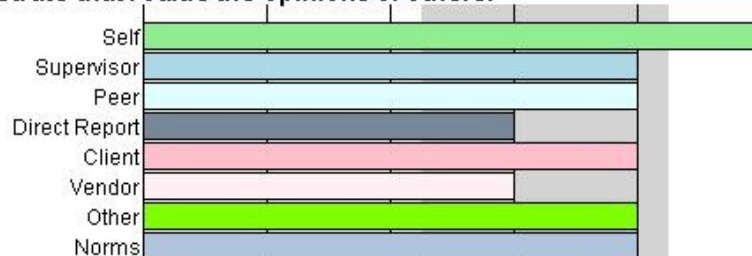 Self
Supervisor
Peer
Direct Report
Client
Vendor
Other
Norms